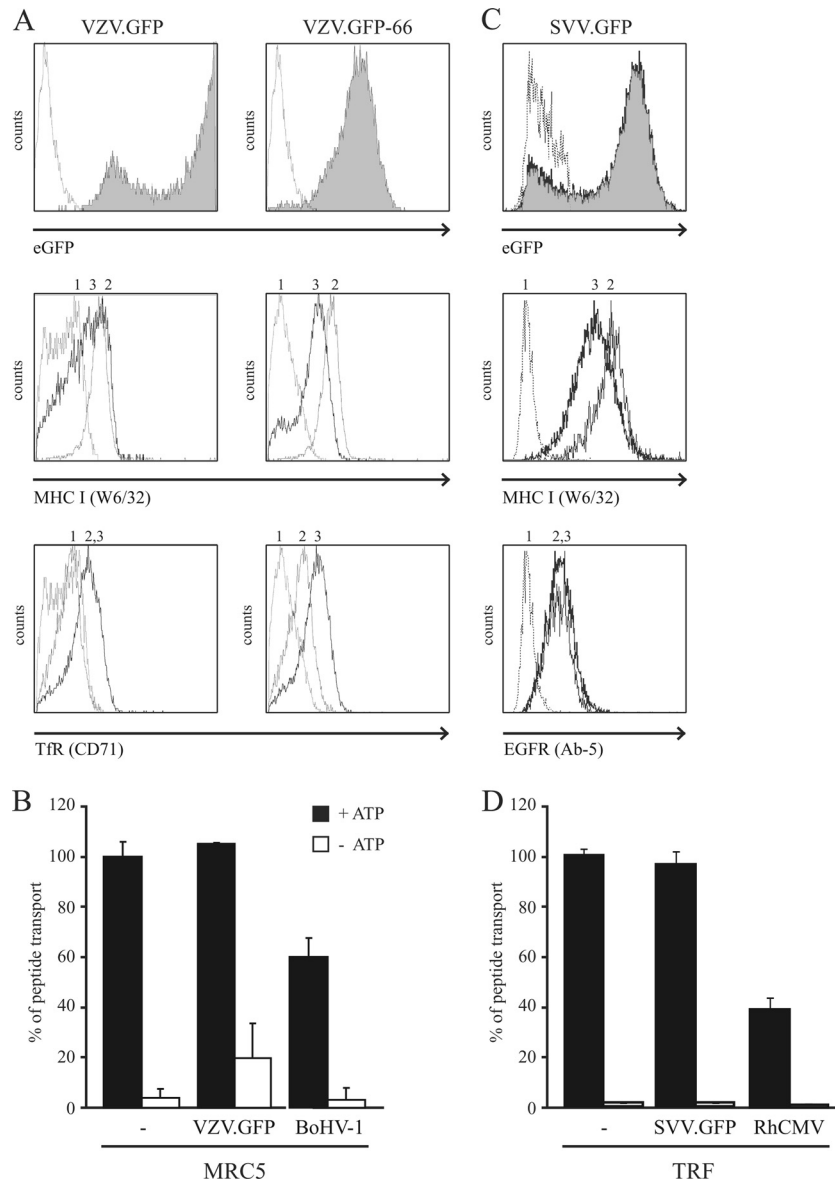 A
VZV.GFP
VZV.GFP-66
counts
eGFP
1 3 2
1 3 2
counts
counts
MHC I (W6/32)
1 2,3
1 2 3
counts
counts
TfR (CD71)
C
SVV.GFP
counts
eGFP
1 3 2
counts
MHC I (W6/32)
1 2,3
counts
EGFR (Ab-5)
B
% of peptide transport
120
100
80
60
40
20
0
+ ATP
- ATP
- VZV.GFP BoHV-1
MRC5
D
% of peptide transport
120
100
80
60
40
20
0
- SVV.GFP RhCMV
TRF